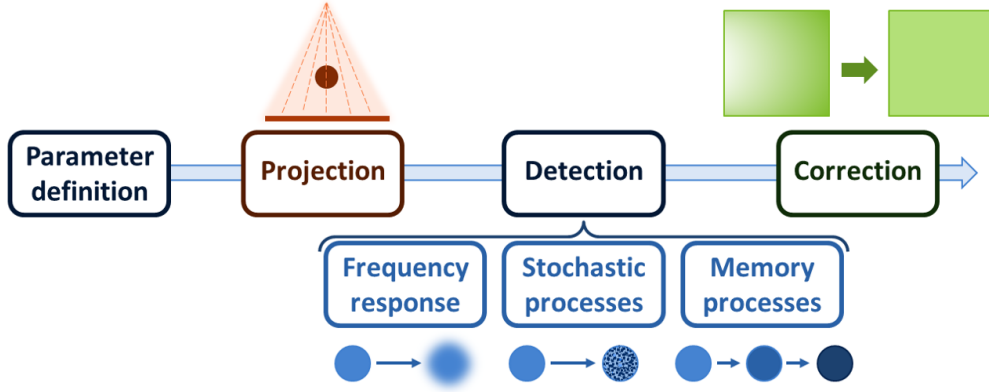 Parameter
definition
Projection
Detection
Correction
Frequency
response
Stochastic
processes
Memory
processes